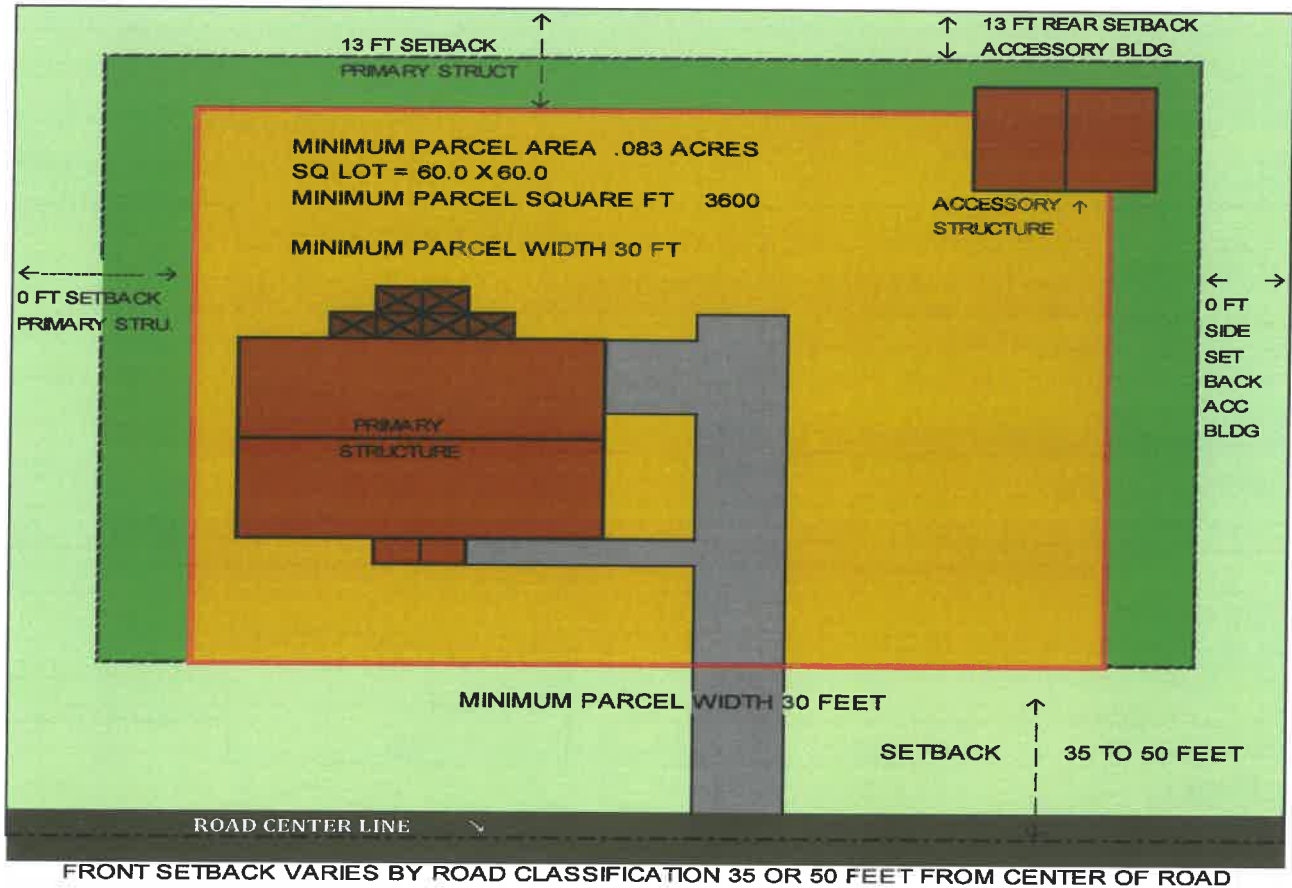 13 FT SETBACK
PRIMARY STRUCT
13 FT REAR SETBACK
ACCESSORY BLDG
MINIMUM PARCEL AREA .083 ACRES
SQ LOT = 60.0 X 60.0
MINIMUM PARCEL SQUARE FT 3600
MINIMUM PARCEL WIDTH 30 FT
ACCESSORY
STRUCTURE
0 FT SETBACK
PRIMARY STRU.
0 FT
SIDE
SET
BACK
ACC
BLDG
PRIMARY
STRUCTURE
MINIMUM PARCEL WIDTH 30 FEET
SETBACK 35 TO 50 FEET
ROAD CENTER LINE
FRONT SETBACK VARIES BY ROAD CLASSIFICATION 35 OR 50 FEET FROM CENTER OF ROAD